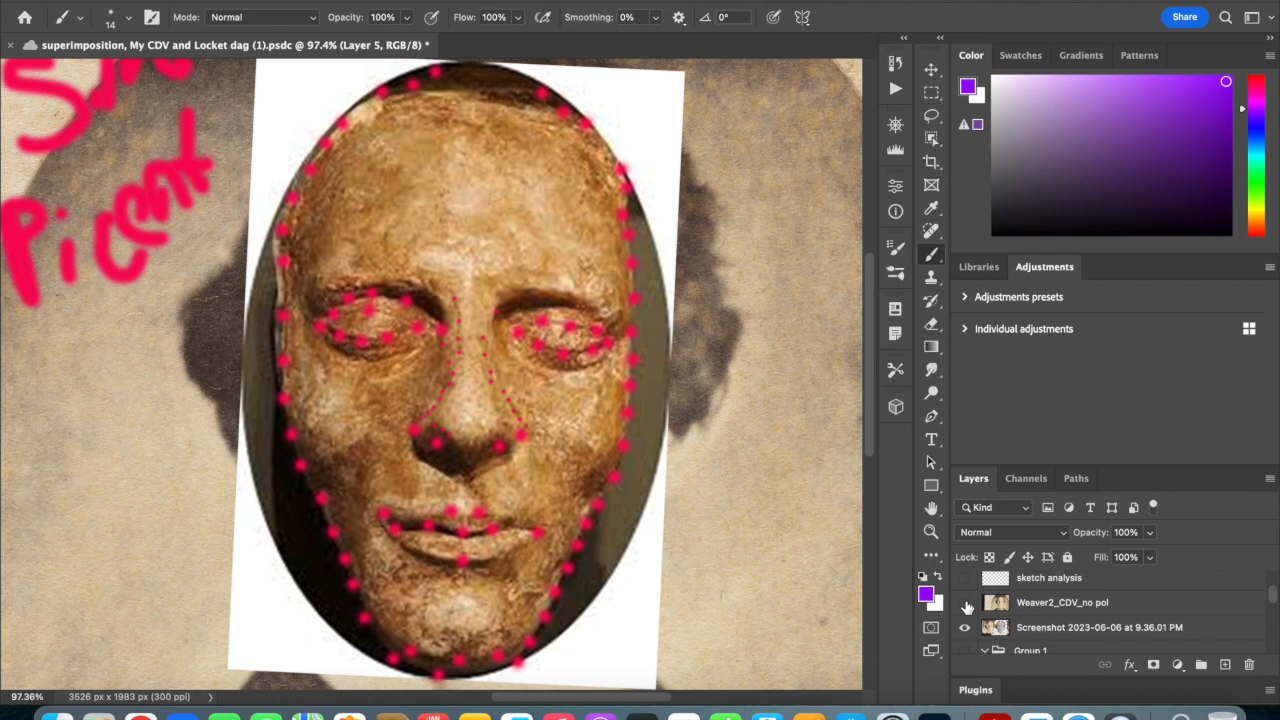 14
Mode:
Normal
Opacity:
100%
Flow:
100%
Smoothing:
0%
0°
Share
superimposition, My CDV and Locket dag (1).psdc @ 97.4% (Layer 5, RGB/8) *
Color
Swatches
Gradients
Patterns
Libraries
Adjustments
Adjustments presets
Individual adjustments
Layers
Channels
Paths
Kind
Normal
Opacity:
100%
Lock:
Fill:
100%
sketch analysis
Weaver2_CDV_no pol
Screenshot 2023-06-06 at 9.36.01 PM
Group 1
Plugins
97.36%
3526 px x 1983 px (300 ppi)
JAN